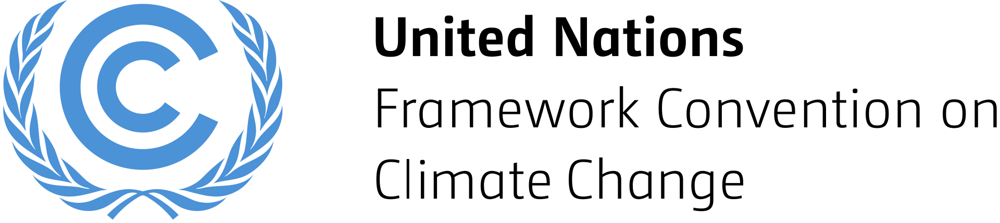 United Nations
Framework Convention on
Climate Change